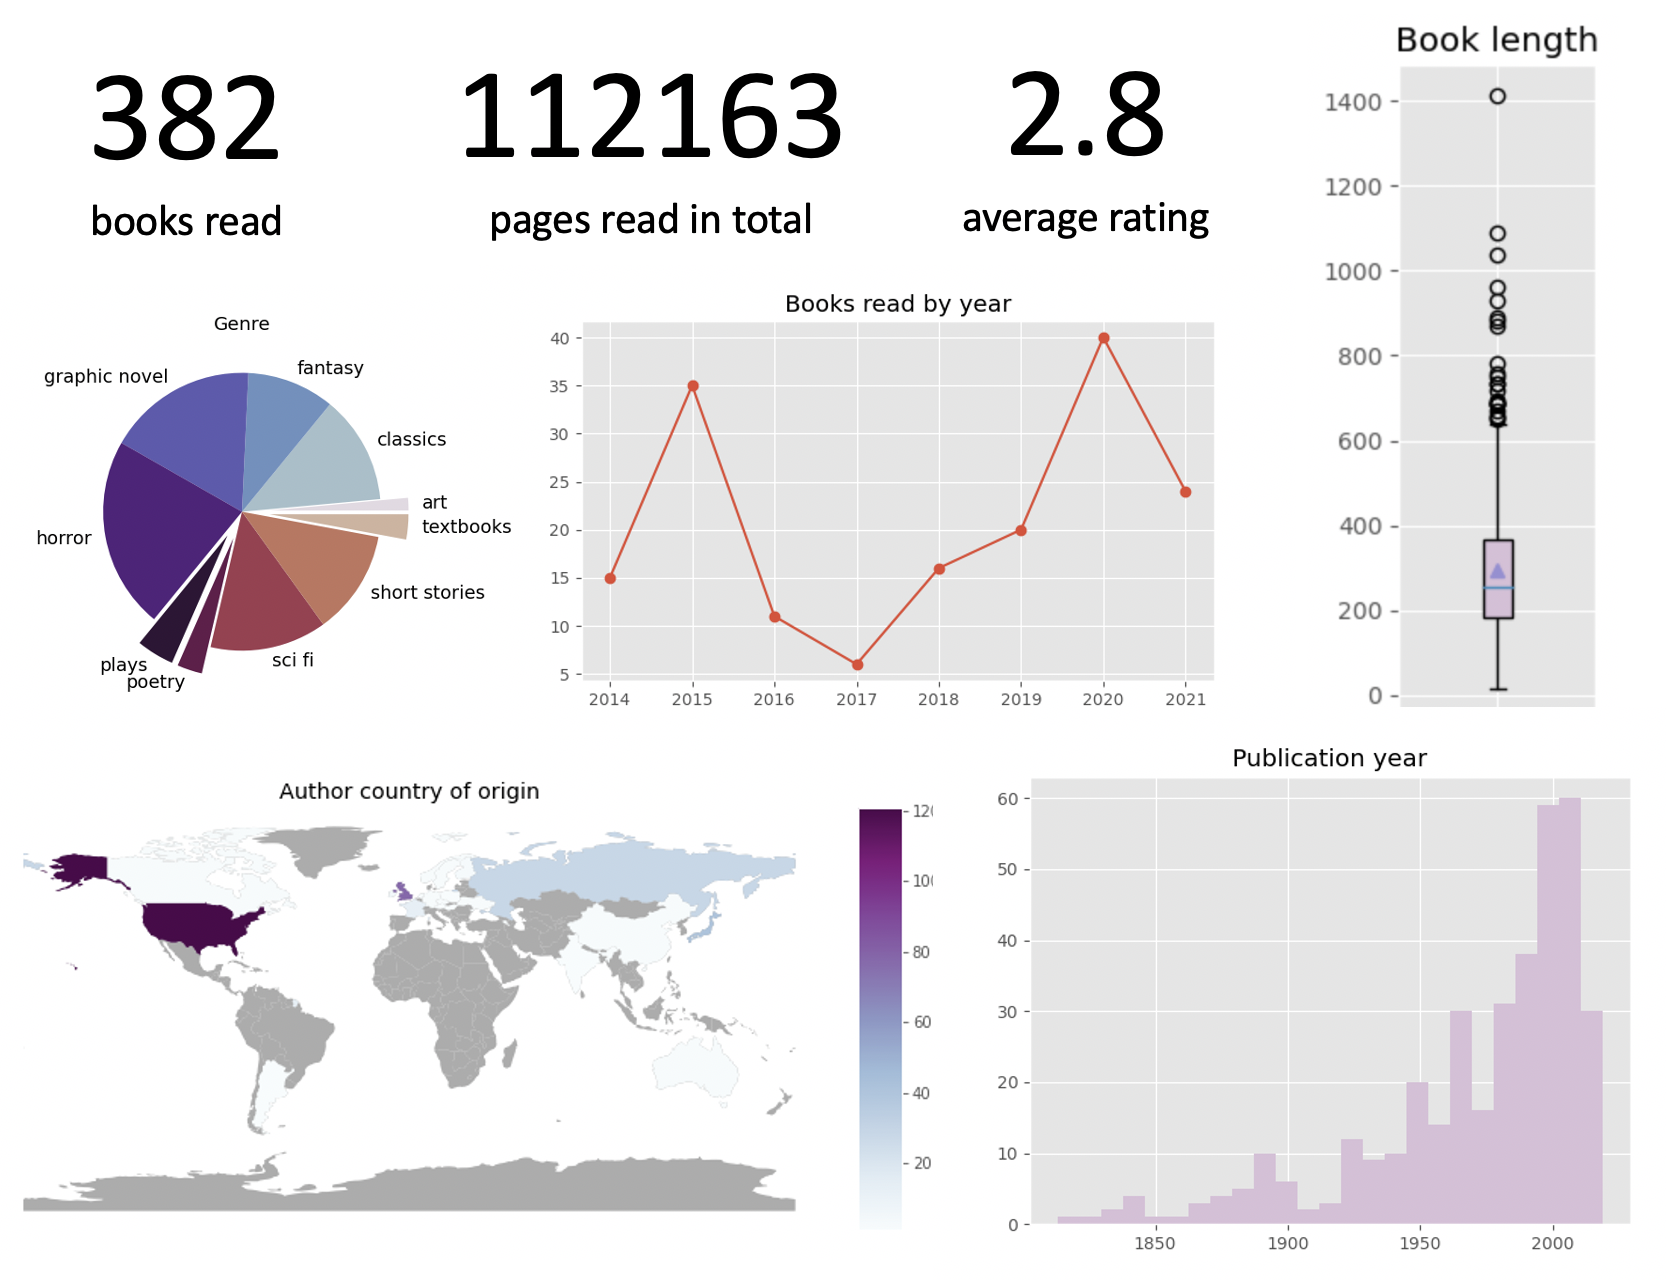 382
books read
112163
pages read in total
2.8
average rating
Book length
1400
1200
1000
800
600
400
200
0
Genre
graphic novel
fantasy
classics
art
textbooks
horror
short stories
plays
poetry
sci fi
Books read by year
40
35
30
25
20
15
10
5
2014 2015 2016 2017 2018 2019 2020 2021
Author country of origin
100
80
60
40
20
Publication year
60
50
40
30
20
10
0
1850 1900 1950 2000